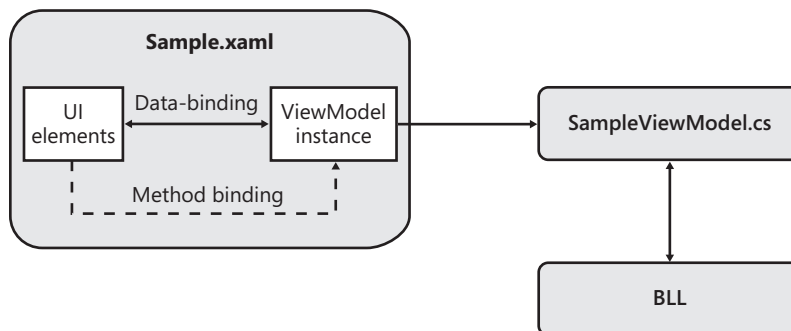 Sample.xaml
UI
elements
Data-binding
ViewModel
instance
Method binding
SampleViewModel.cs
BLL